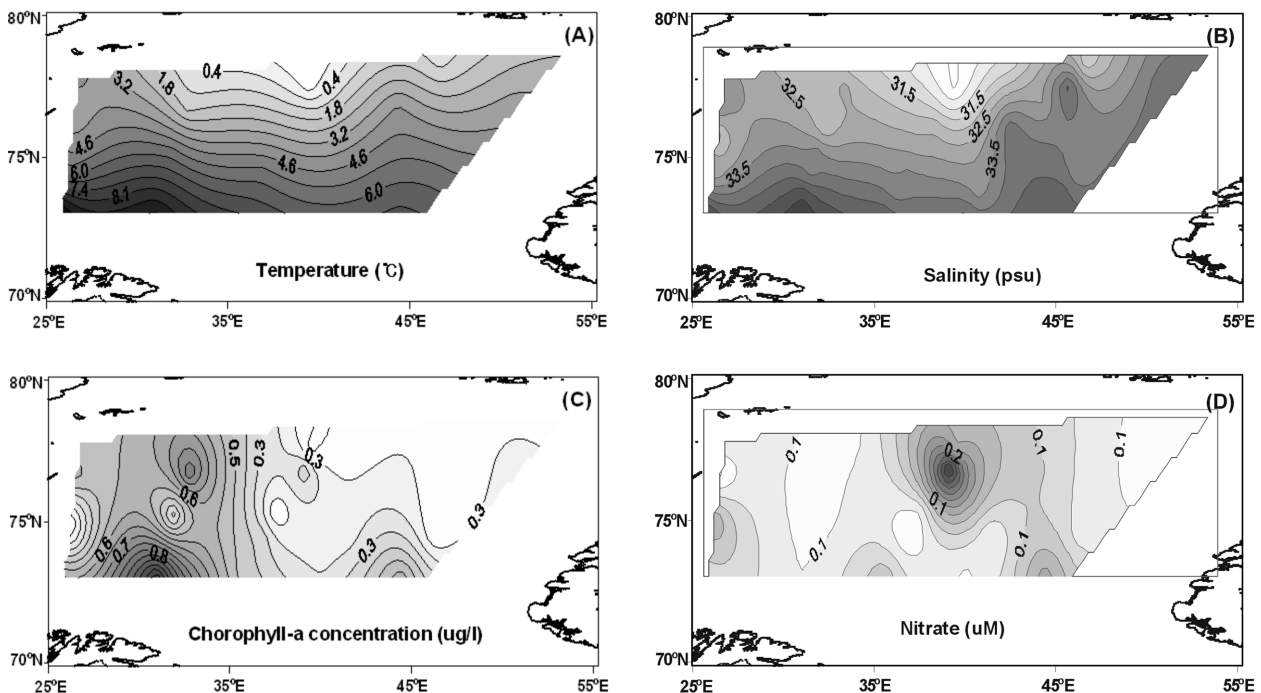 80°N
(A)
3.2
1.8
0.4
0.4
1.8
3.2
4.6
75°N
4.6
4.6
6.0
7.4
8.1
6.0
Temperature (℃)
70°N
25°E
35°E
45°E
55°E
80°N
(B)
32.5
31.5
31.5
32.5
33.5
75°N
33.5
Salinity (psu)
70°N
25°E
35°E
45°E
55°E
80°N
(C)
0.5
0.3
0.3
0.6
75°N
0.3
0.6
0.7
0.8
0.3
Chorophyll-a concentration (ug/l)
70°N
25°E
35°E
45°E
55°E
80°N
(D)
0.1
0.2
0.1
0.1
0.1
75°N
0.1
0.1
Nitrate (uM)
70°N
25°E
35°E
45°E
55°E